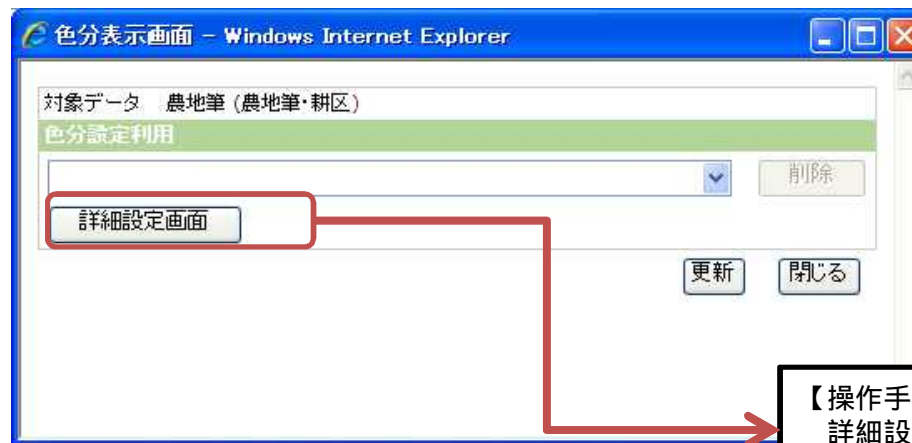 色分表示画面 - Windows Internet Explorer
対象データ 農地筆 (農地筆・耕区)
色分設定利用
削除
詳細設定画面
更新 閉じる
【操作手
詳細設